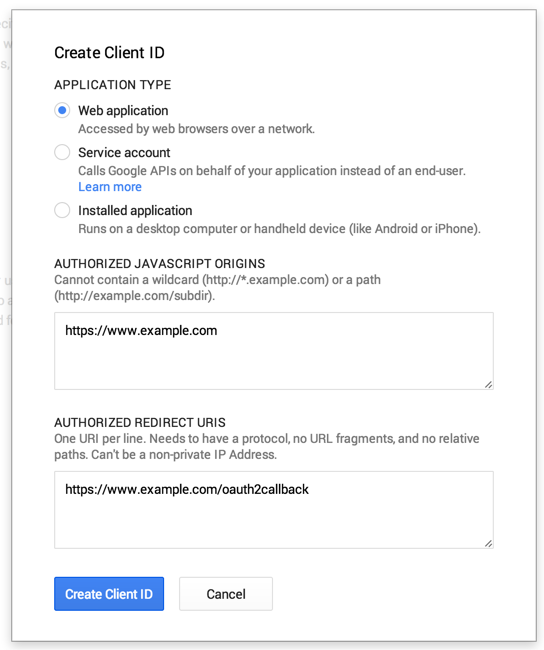 Create Client ID
APPLICATION TYPE
Web application
Accessed by web browsers over a network.
Service account
Calls Google APIs on behalf of your application instead of an end-user.
Learn more
Installed application
Runs on a desktop computer or handheld device (like Android or iPhone).
AUTHORIZED JAVASCRIPT ORIGINS
Cannot contain a wildcard (http://*.example.com) or a path
(http://example.com/subdir).
https://www.example.com
AUTHORIZED REDIRECT URIS
One URI per line. Needs to have a protocol, no URL fragments, and no relative
paths. Can't be a non-private IP Address.
https://www.example.com/oauth2callback
Create Client ID
Cancel